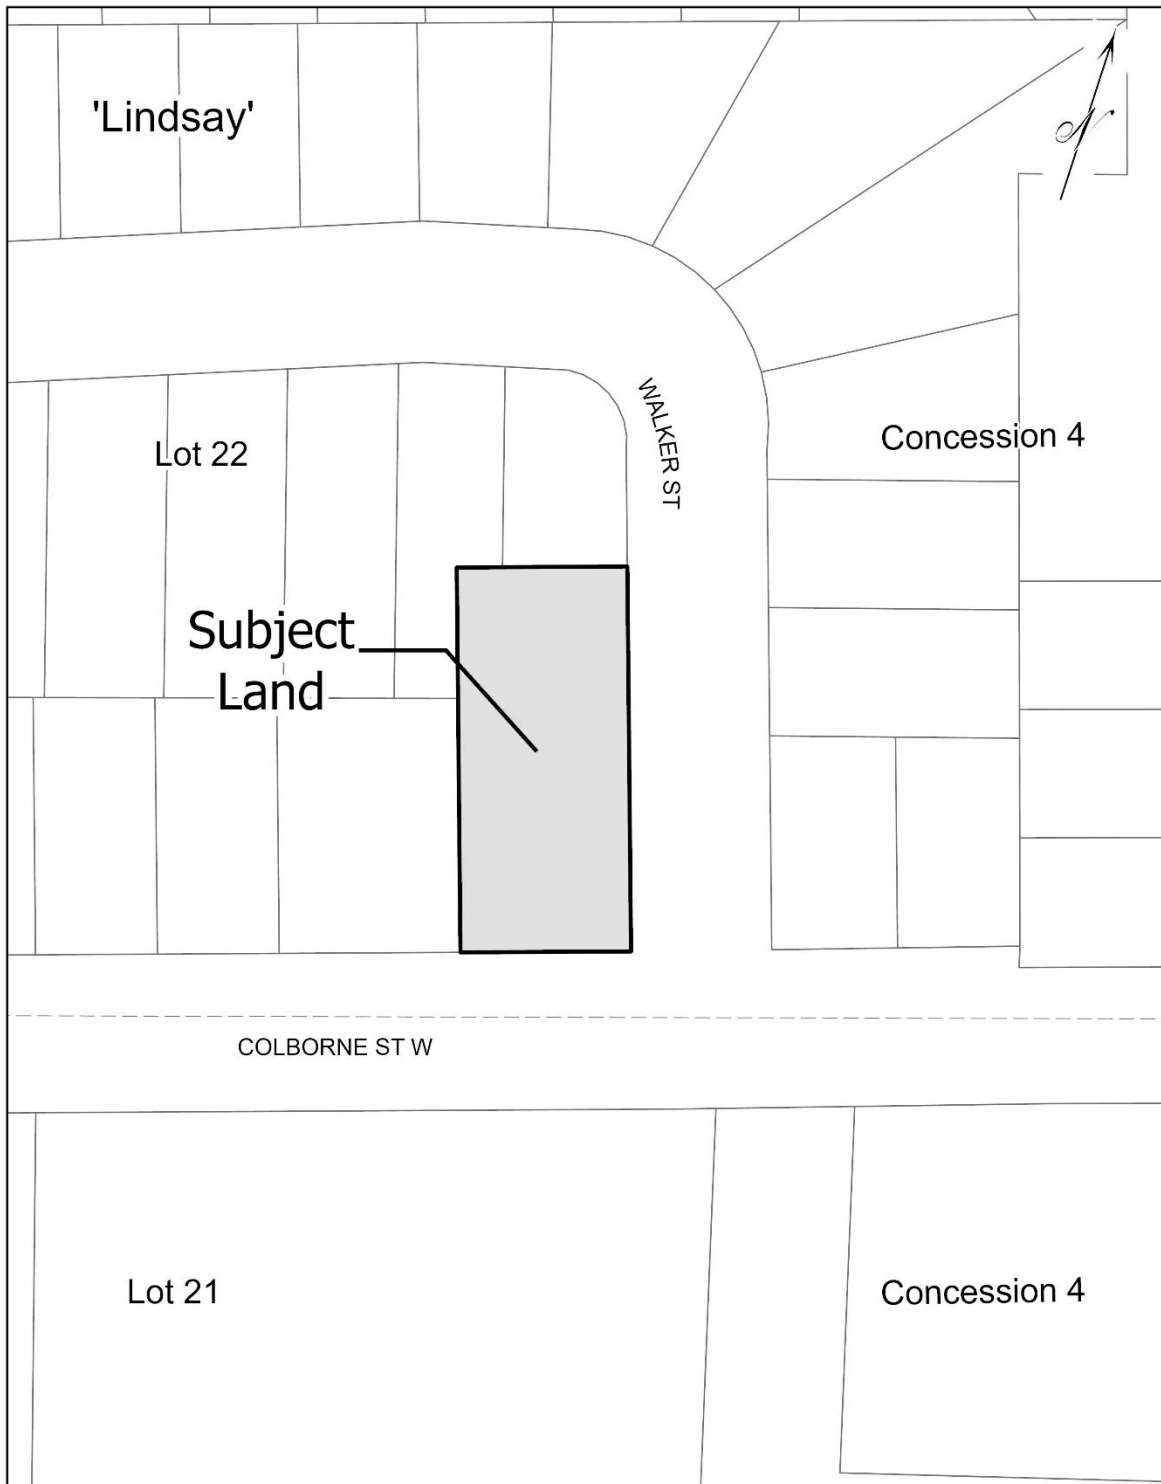 'Lindsay'
N
WALKER ST
Concession 4
Lot 22
Subject
Land
COLBORNE ST W
Lot 21
Concession 4